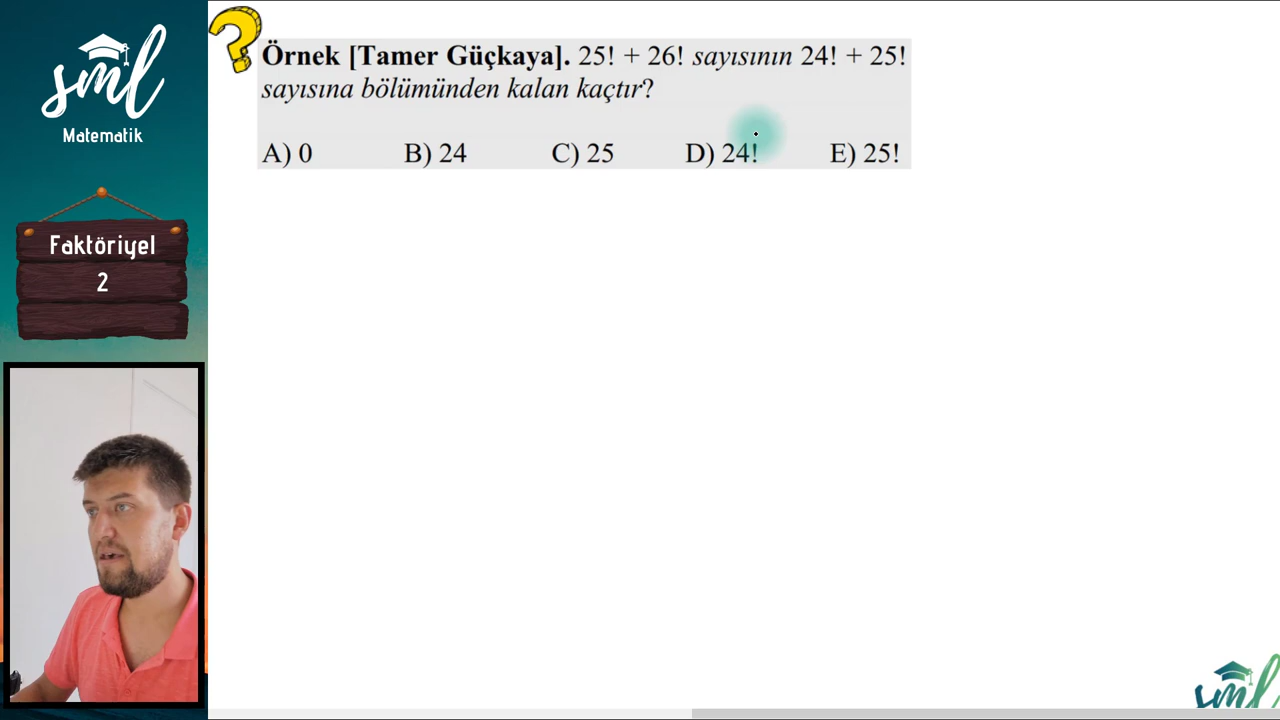 sml
Matematik
Faktöriyel
2
Örnek [Tamer Güçkaya]. 25! + 26! sayısının 24! + 25!
sayısına bölümünden kalan kaçtır?
A) 0 B) 24 C) 25 D) 24! E) 25!
sml